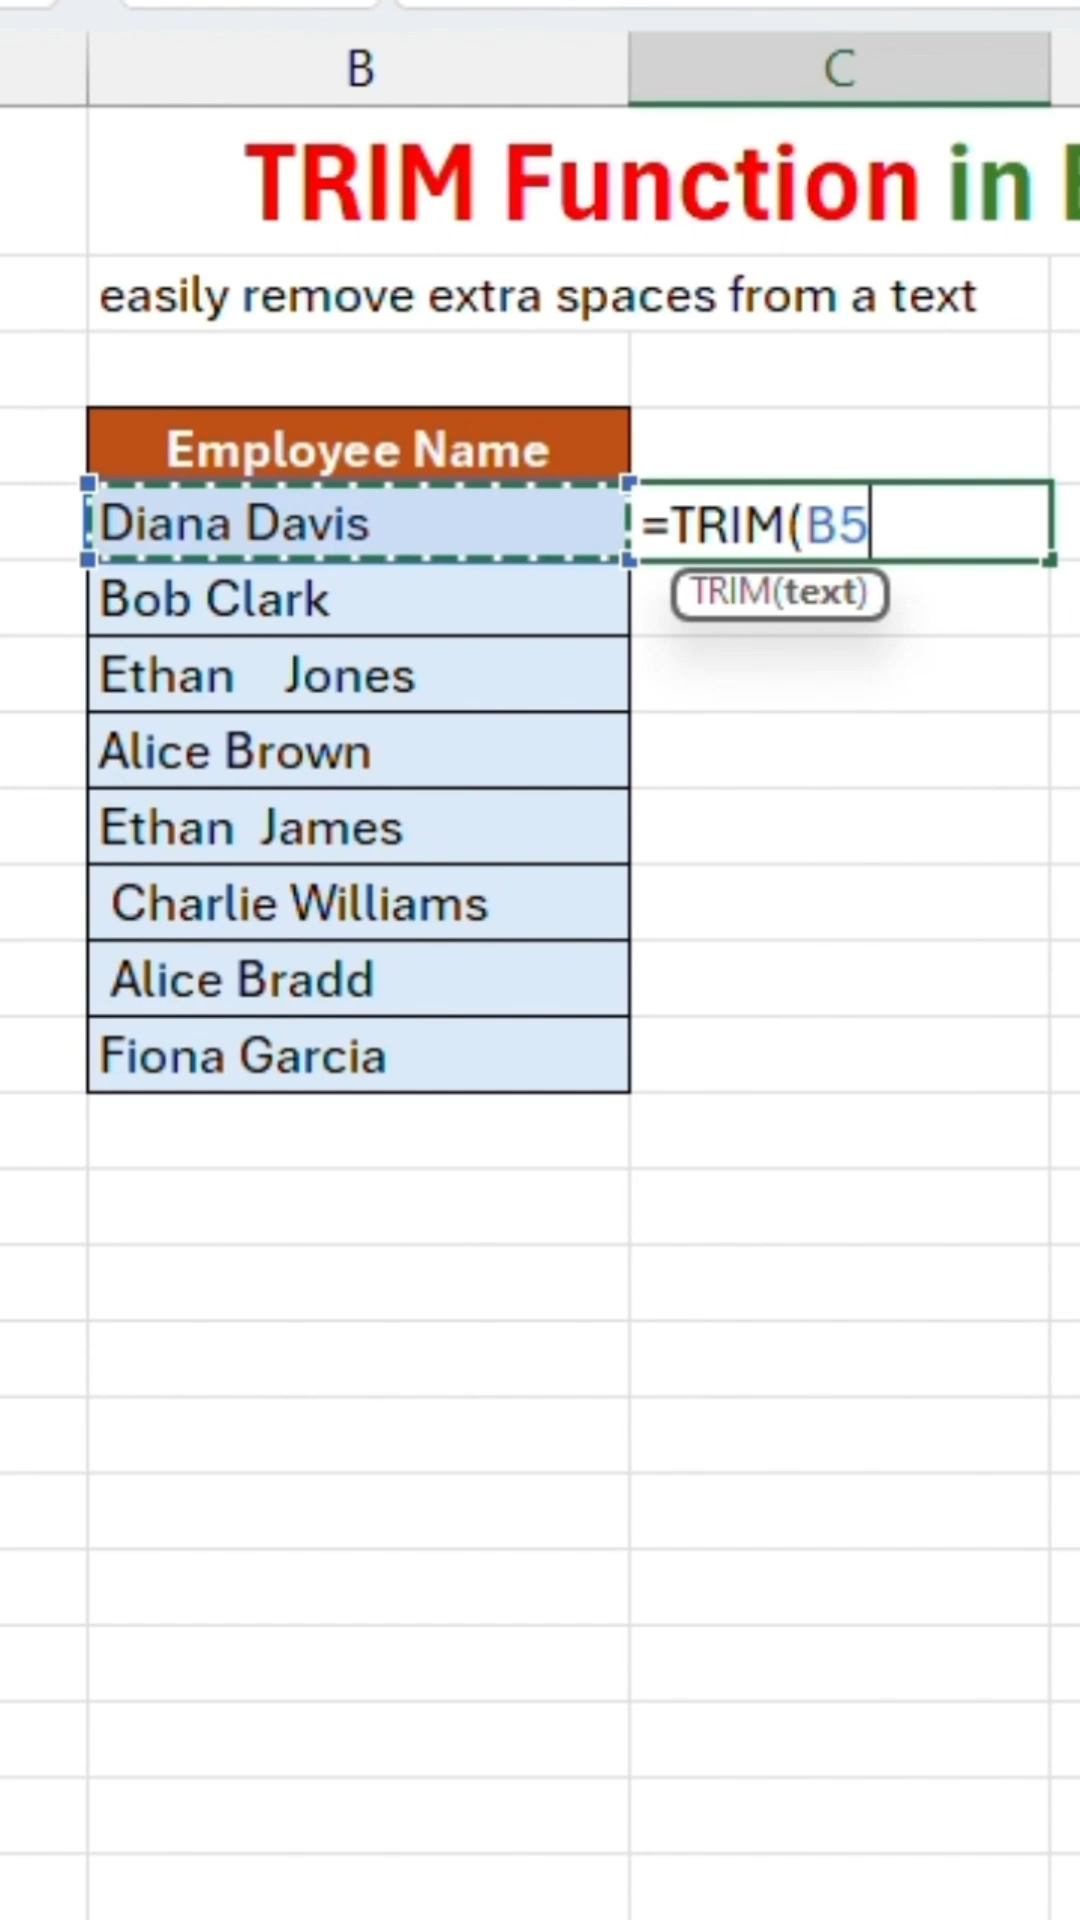 B C
TRIM Function in
easily remove extra spaces from a text
Employee Name
Diana Davis =TRIM(B5
Bob Clark TRIM(text)
Ethan    Jones
Alice Brown
Ethan  James
 Charlie Williams
 Alice Bradd
Fiona Garcia